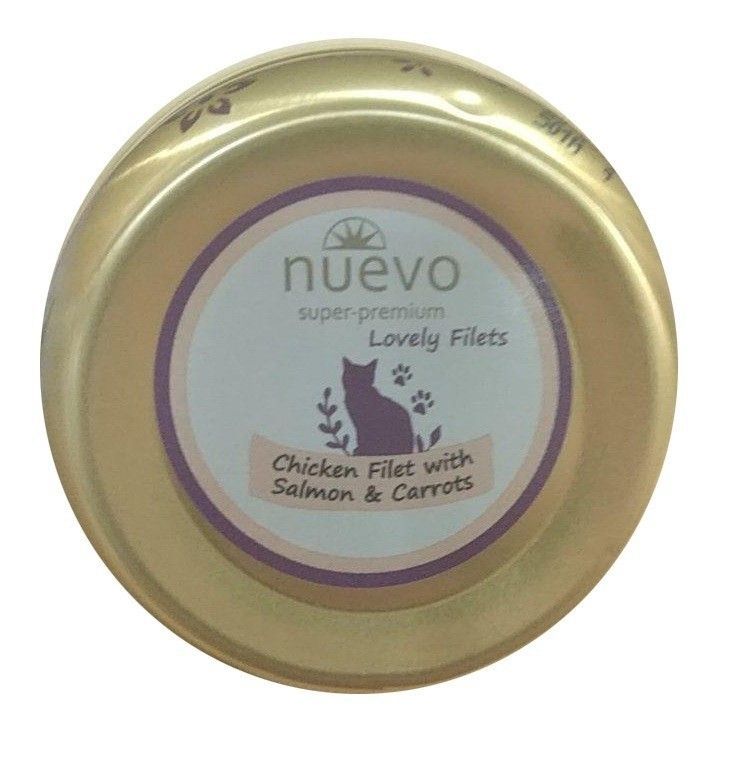 nuevo
super-premium
Lovely Filets
Chicken Filet with
Salmon & Carrots